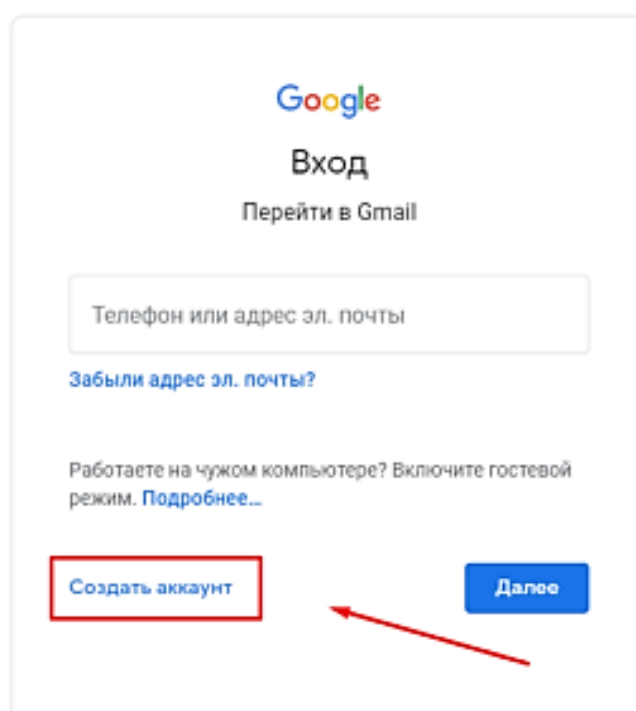 Google
Вход
Перейти в Gmail
Телефон или адрес эл. почты
Забыли адрес эл. почты?
Работаете на чужом компьютере? Включите гостевой
режим. Подробнее...
Создать аккаунт
Далее